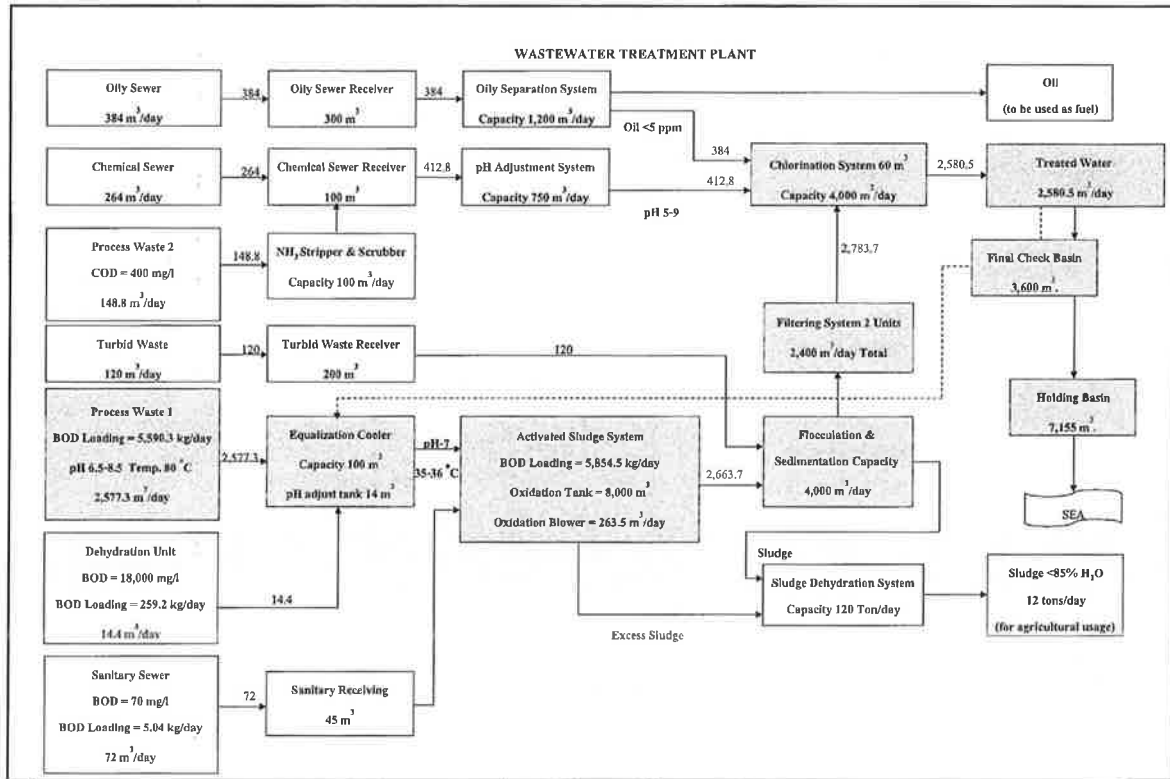 WASTEWATER TREATMENT PLANT
Oily Sewer
384 m³/day
384
Oily Sewer Receiver
300 m³
384
Oily Separation System
Capacity 1,200 m³/day
Oil
(to be used as fuel)
Oil <5 ppm
384
Chemical Sewer
264 m³/day
264
Chemical Sewer Receiver
100 m³
412.8
pH Adjustment System
Capacity 750 m³/day
412.8
pH 5-9
Chlorination System 60 m³
Capacity 4,000 m³/day
2,580.5
Treated Water
2,580.5 m³/day
Process Waste 2
COD = 400 mg/l
148.8 m³/day
148.8
NH₃ Stripper & Scrubber
Capacity 100 m³/day
2,783.7
Final Check Basin
3,600 m³.
Turbid Waste
120 m³/day
120
Turbid Waste Receiver
200 m³
120
Filtering System 2 Units
2,400 m³/day Total
Process Waste 1
BOD Loading = 5,590.3 kg/day
pH 6.5-8.5 Temp. 80 °C
2,577.3 m³/day
2,577.3
Equalization Cooler
Capacity 100 m³
pH adjust tank 14 m³
pH-7
35-36 °C
Activated Sludge System
BOD Loading = 5,854.5 kg/day
Oxidation Tank = 8,000 m³
Oxidation Blower = 263.5 m³/day
2,663.7
Flocculation &
Sedimentation Capacity
4,000 m³/day
Holding Basin
7,155 m³.
SEA
Dehydration Unit
BOD = 18,000 mg/l
BOD Loading = 259.2 kg/day
14.4 m³/day
14.4
Sludge
Excess Sludge
Sludge Dehydration System
Capacity 120 Ton/day
Sludge <85% H₂O
12 tons/day
(for agricultural usage)
Sanitary Sewer
BOD = 70 mg/l
BOD Loading = 5.04 kg/day
72 m³/day
72
Sanitary Receiving
45 m³